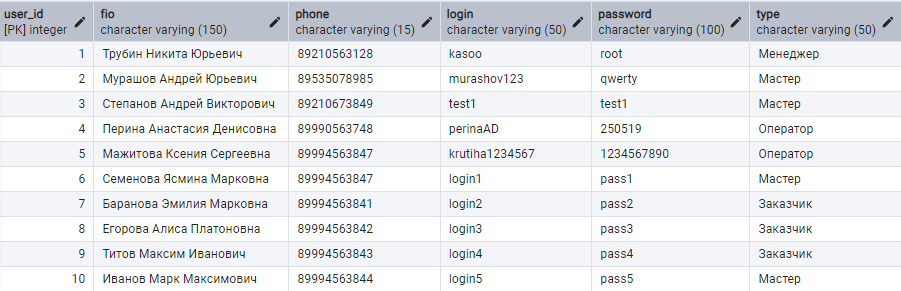 user_id fio phone login password type
[PK] integer character varying (150) character varying (15) character varying (50) character varying (100) character varying (50)
1 Трубин Никита Юрьевич 89210563128 kasoo root Менеджер
2 Мурашов Андрей Юрьевич 89535078985 murashov123 qwerty Мастер
3 Степанов Андрей Викторович 89210673849 test1 test1 Мастер
4 Перина Анастасия Денисовна 89990563748 perinaAD 250519 Оператор
5 Мажитова Ксения Сергеевна 89994563847 krutiha1234567 1234567890 Оператор
6 Семенова Ясмина Марковна 89994563847 login1 pass1 Мастер
7 Баранова Эмилия Марковна 89994563841 login2 pass2 Заказчик
8 Егорова Алиса Платоновна 89994563842 login3 pass3 Заказчик
9 Титов Максим Иванович 89994563843 login4 pass4 Заказчик
10 Иванов Марк Максимович 89994563844 login5 pass5 Мастер